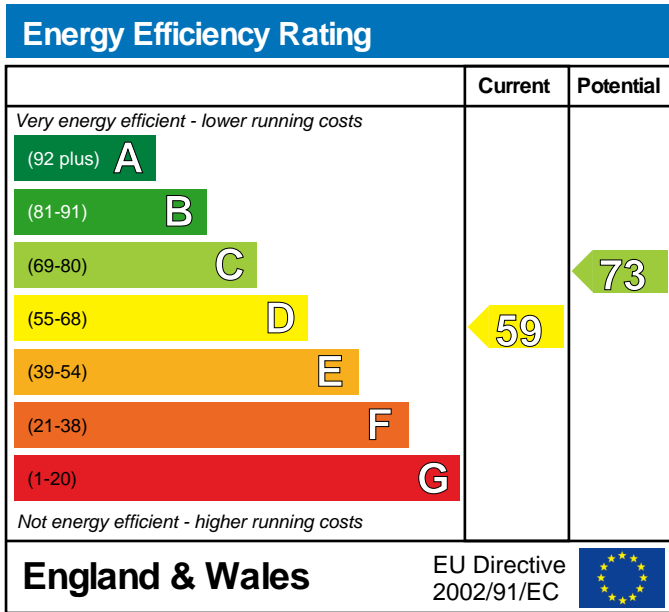 Energy Efficiency Rating
Current Potential
Very energy efficient - lower running costs
(92 plus) A
(81-91) B
(69-80) C
73
(55-68) D
59
(39-54) E
(21-38) F
(1-20) G
Not energy efficient - higher running costs
England & Wales
EU Directive
2002/91/EC